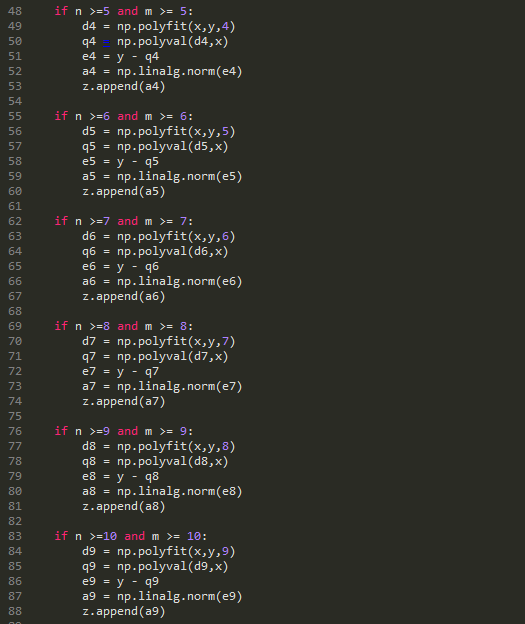 48 if n >=5 and m >= 5:
49 d4 = np.polyfit(x,y,4)
50 q4 = np.polyval(d4,x)
51 e4 = y - q4
52 a4 = np.linalg.norm(e4)
53 z.append(a4)
54
55 if n >=6 and m >= 6:
56 d5 = np.polyfit(x,y,5)
57 q5 = np.polyval(d5,x)
58 e5 = y - q5
59 a5 = np.linalg.norm(e5)
60 z.append(a5)
61
62 if n >=7 and m >= 7:
63 d6 = np.polyfit(x,y,6)
64 q6 = np.polyval(d6,x)
65 e6 = y - q6
66 a6 = np.linalg.norm(e6)
67 z.append(a6)
68
69 if n >=8 and m >= 8:
70 d7 = np.polyfit(x,y,7)
71 q7 = np.polyval(d7,x)
72 e7 = y - q7
73 a7 = np.linalg.norm(e7)
74 z.append(a7)
75
76 if n >=9 and m >= 9:
77 d8 = np.polyfit(x,y,8)
78 q8 = np.polyval(d8,x)
79 e8 = y - q8
80 a8 = np.linalg.norm(e8)
81 z.append(a8)
82
83 if n >=10 and m >= 10:
84 d9 = np.polyfit(x,y,9)
85 q9 = np.polyval(d9,x)
86 e9 = y - q9
87 a9 = np.linalg.norm(e9)
88 z.append(a9)